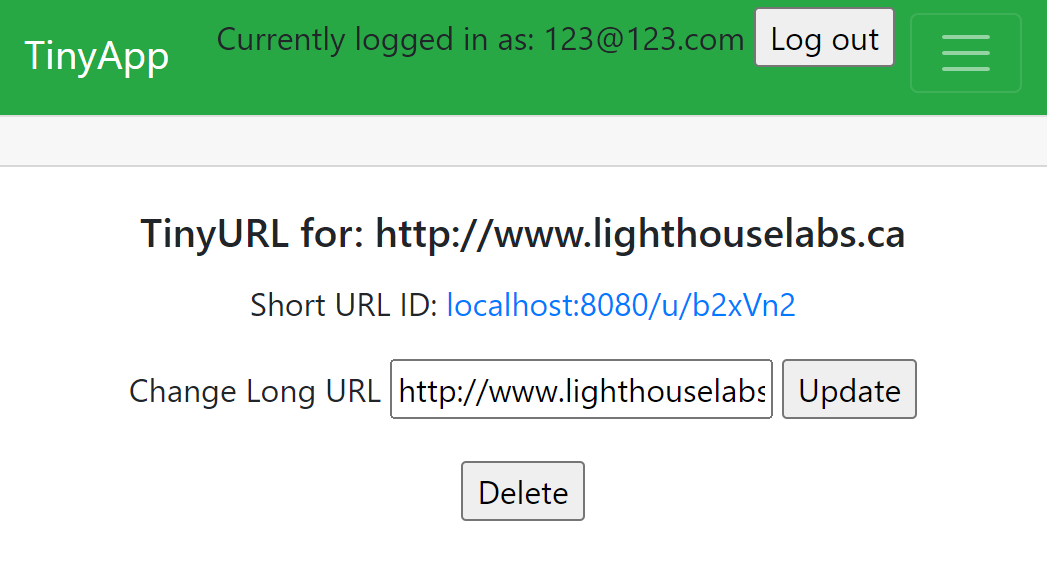 TinyApp
Currently logged in as: 123@123.com Log out
TinyURL for: http://www.lighthouselabs.ca
Short URL ID: localhost:8080/u/b2xVn2
Change Long URL http://www.lighthouselabs Update
Delete